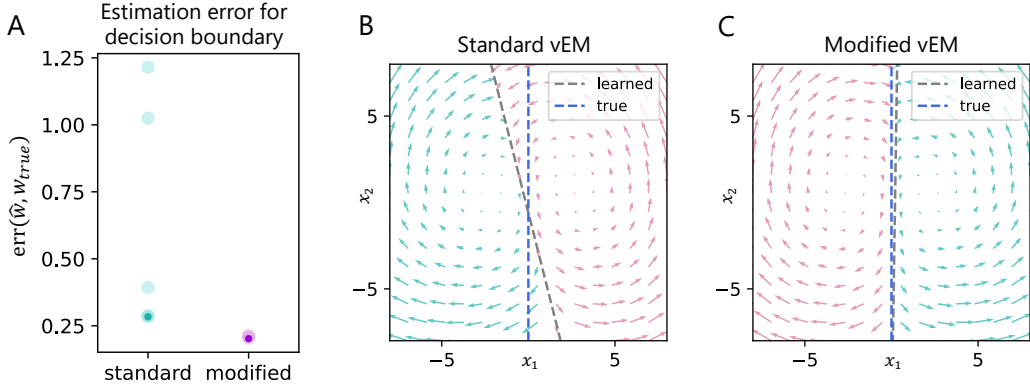 A
Estimation error for
decision boundary
err(ŵ, w_true)
1.25
1.00
0.75
0.50
0.25
standard
modified
B
Standard vEM
learned
true
x₂
5
−5
−5
x₁
5
C
Modified vEM
learned
true
x₂
5
−5
−5
x₁
5